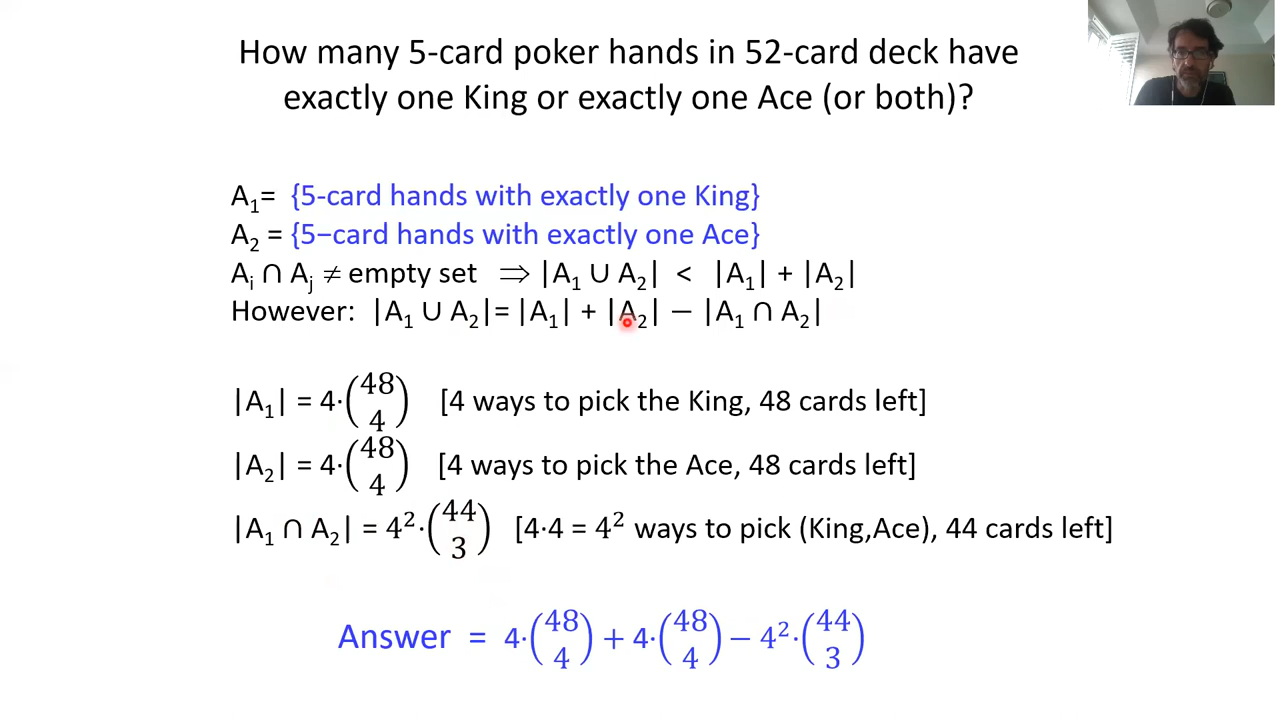 How many 5-card poker hands in 52-card deck have
exactly one King or exactly one Ace (or both)?
A₁= {5-card hands with exactly one King}
A₂ = {5−card hands with exactly one Ace}
Aᵢ ∩ Aⱼ ≠ empty set ⟹ |A₁ ∪ A₂| < |A₁| + |A₂|
However: |A₁ ∪ A₂|= |A₁| + |A₂| − |A₁ ∩ A₂|
|A₁| = 4·(48 4) [4 ways to pick the King, 48 cards left]
|A₂| = 4·(48 4) [4 ways to pick the Ace, 48 cards left]
|A₁ ∩ A₂| = 4²·(44 3) [4·4 = 4² ways to pick (King,Ace), 44 cards left]
Answer = 4·(48 4) + 4·(48 4) − 4²·(44 3)